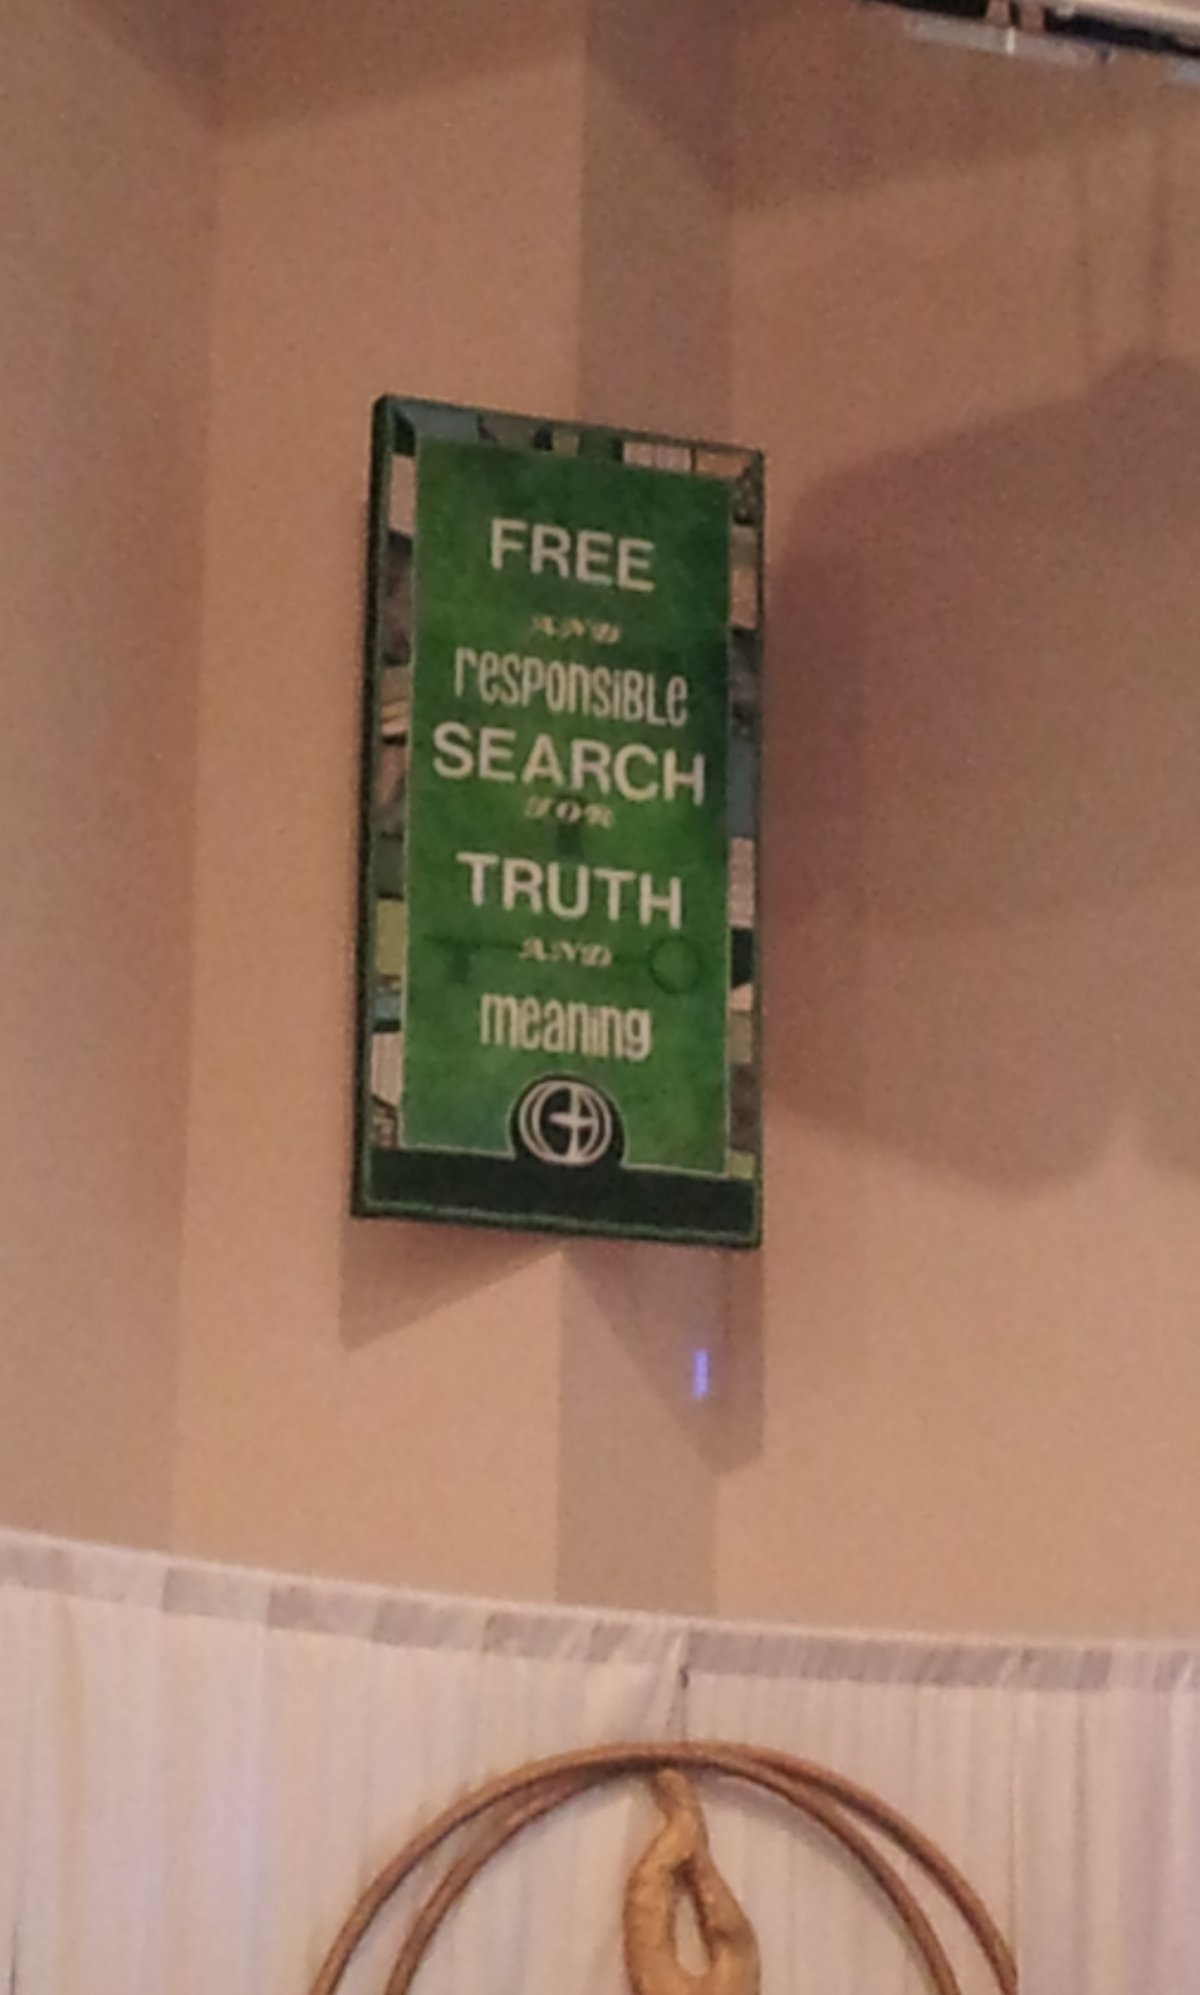 FREE
AND
responsible
SEARCH
FOR
TRUTH
AND
meaning